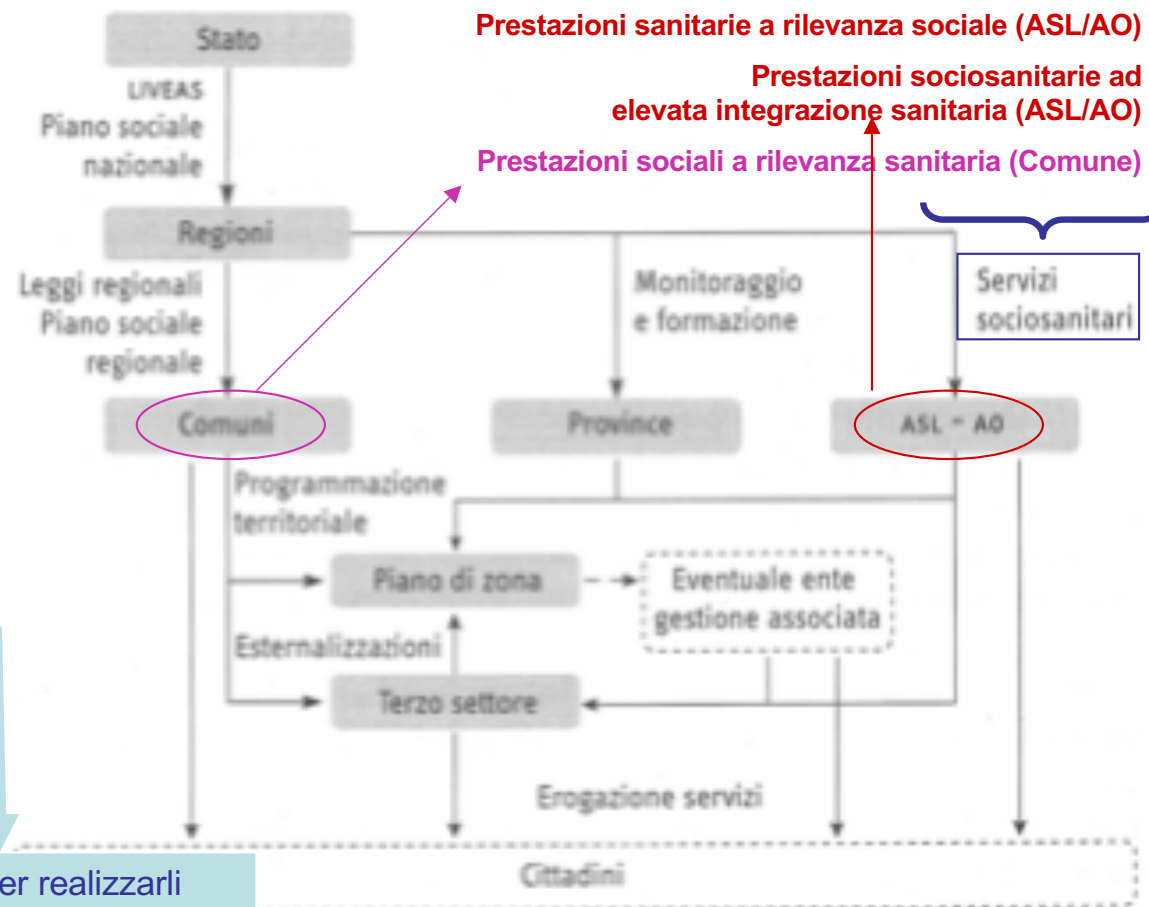 Prestazioni sanitarie a rilevanza sociale (ASL/AO)
Prestazioni sociosanitarie ad
elevata integrazione sanitaria (ASL/AO)
Prestazioni sociali a rilevanza sanitaria (Comune)
Stato
LIVEAS
Piano sociale
nazionale
Regioni
Leggi regionali
Piano sociale
regionale
Monitoraggio
e formazione
Servizi
sociosanitari
Comuni
Province
ASL - AO
Programmazione
territoriale
Piano di zona
Eventuale ente
gestione associata
Esternalizzazioni
Terzo settore
Erogazione servizi
Cittadini
er realizzarli